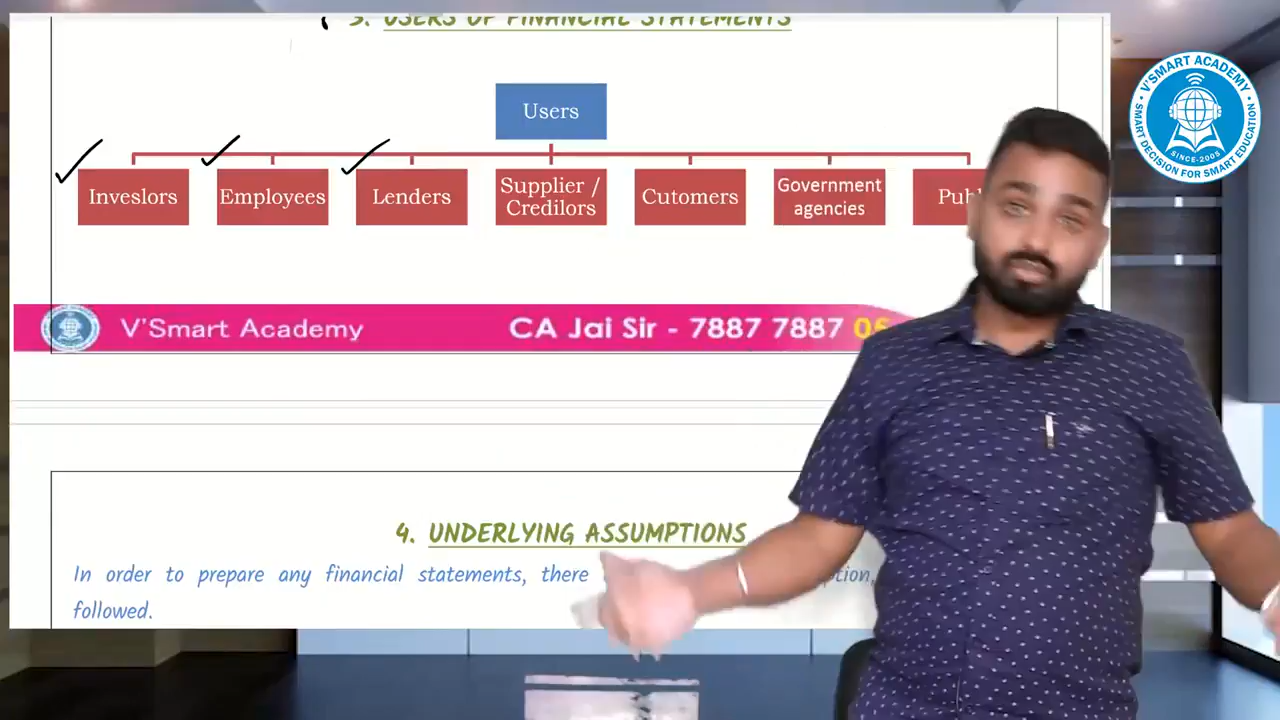 3. USERS OF FINANCIAL STATEMENTS
Users
Inveslors
Employees
Lenders
Supplier /
Credilors
Cutomers
Government
agencies
V'Smart Academy
CA Jai Sir - 7887 7887
4. UNDERLYING ASSUMPTIONS
In order to prepare any financial statements, there
followed.
V'SMART ACADEMY
SMART DECISION FOR SMART EDUCATION
SINCE-2005